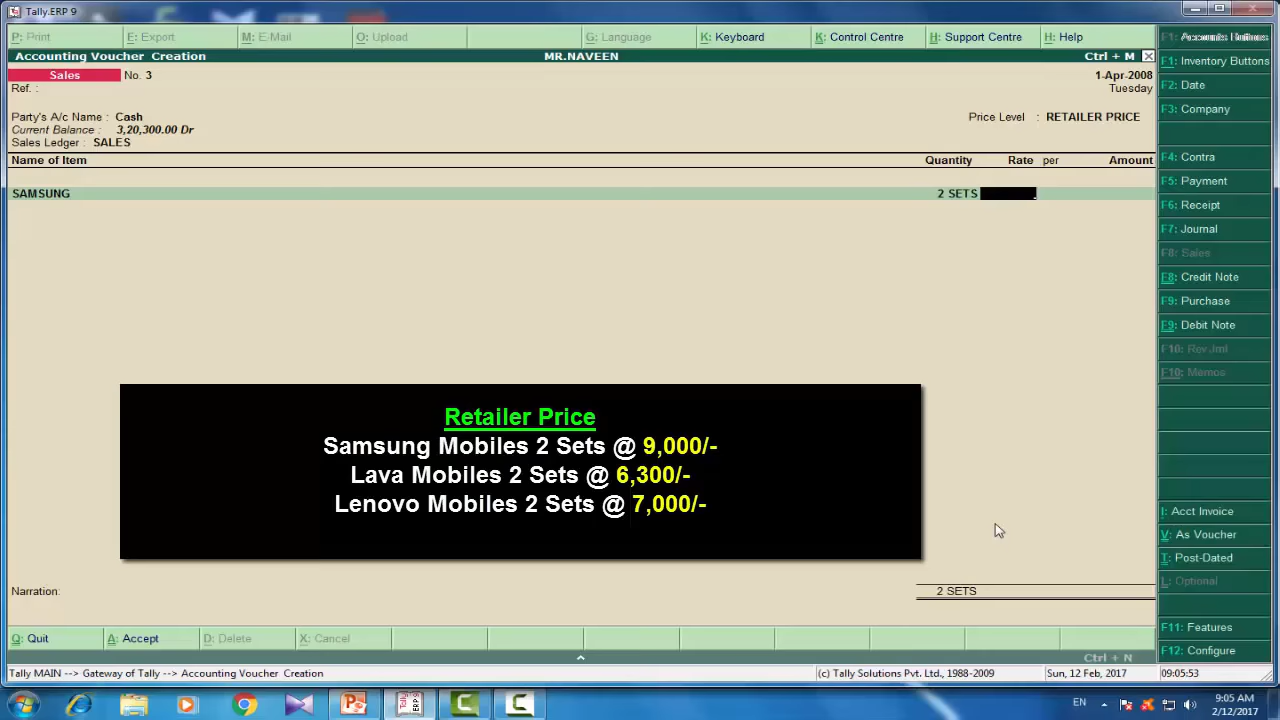 Tally.ERP 9
P: Print E: Export M: E-Mail O: Upload G: Language K: Keyboard K: Control Centre H: Support Centre H: Help
Accounting Voucher Creation MR.NAVEEN Ctrl + M
Sales No. 3 1-Apr-2008
Ref. : Tuesday
Party's A/c Name : Cash Price Level : RETAILER PRICE
Current Balance : 3,20,300.00 Dr
Sales Ledger : SALES
Name of Item Quantity Rate per Amount
SAMSUNG 2 SETS
Retailer Price
Samsung Mobiles 2 Sets @ 9,000/-
Lava Mobiles 2 Sets @ 6,300/-
Lenovo Mobiles 2 Sets @ 7,000/-
Narration: 2 SETS
Q: Quit A: Accept D: Delete X: Cancel
Ctrl + N
Tally MAIN --> Gateway of Tally --> Accounting Voucher Creation (c) Tally Solutions Pvt. Ltd., 1988-2009 Sun, 12 Feb, 2017 09:05:53
F1: Inventory Buttons
F2: Date
F3: Company
F4: Contra
F5: Payment
F6: Receipt
F7: Journal
F8: Sales
F8: Credit Note
F9: Purchase
F9: Debit Note
F10: Rev Jrnl
F10: Memos
I: Acct Invoice
V: As Voucher
T: Post-Dated
L: Optional
F11: Features
F12: Configure
EN 9:05 AM
2/12/2017